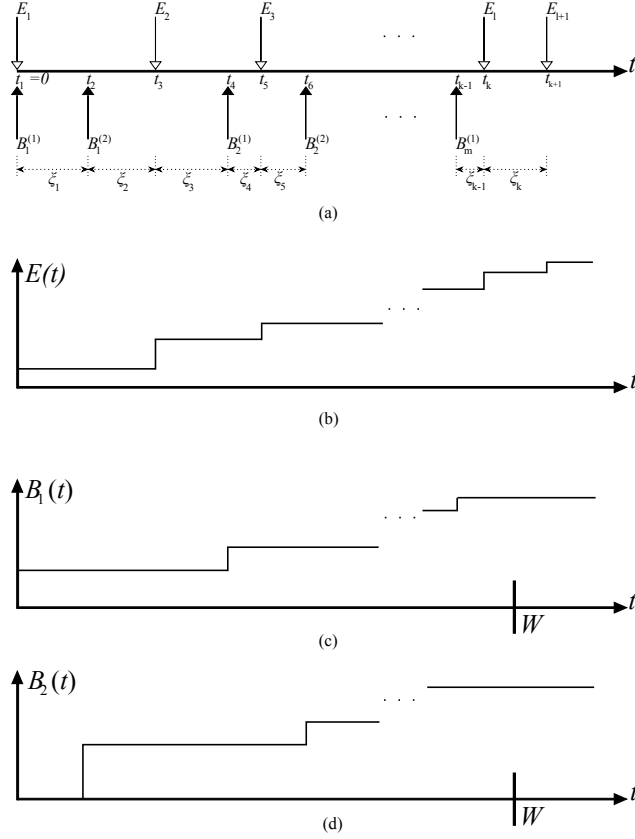 E₁ E₂ E₃ . . . E₁ E₁₊₁
t₁ =0 t₂ t₃ t₄ t₅ t₆ tₖ₋₁ tₖ tₖ₊₁ t
B₁⁽¹⁾ B₁⁽²⁾ B₂⁽¹⁾ B₂⁽²⁾ . . . Bₘ⁽¹⁾
ξ₁ ξ₂ ξ₃ ξ₄ ξ₅ ξₖ₋₁ ξₖ
(a)
E(t)
. . .
t
(b)
B₁(t)
. . .
t
W
(c)
B₂(t)
. . .
t
W
(d)